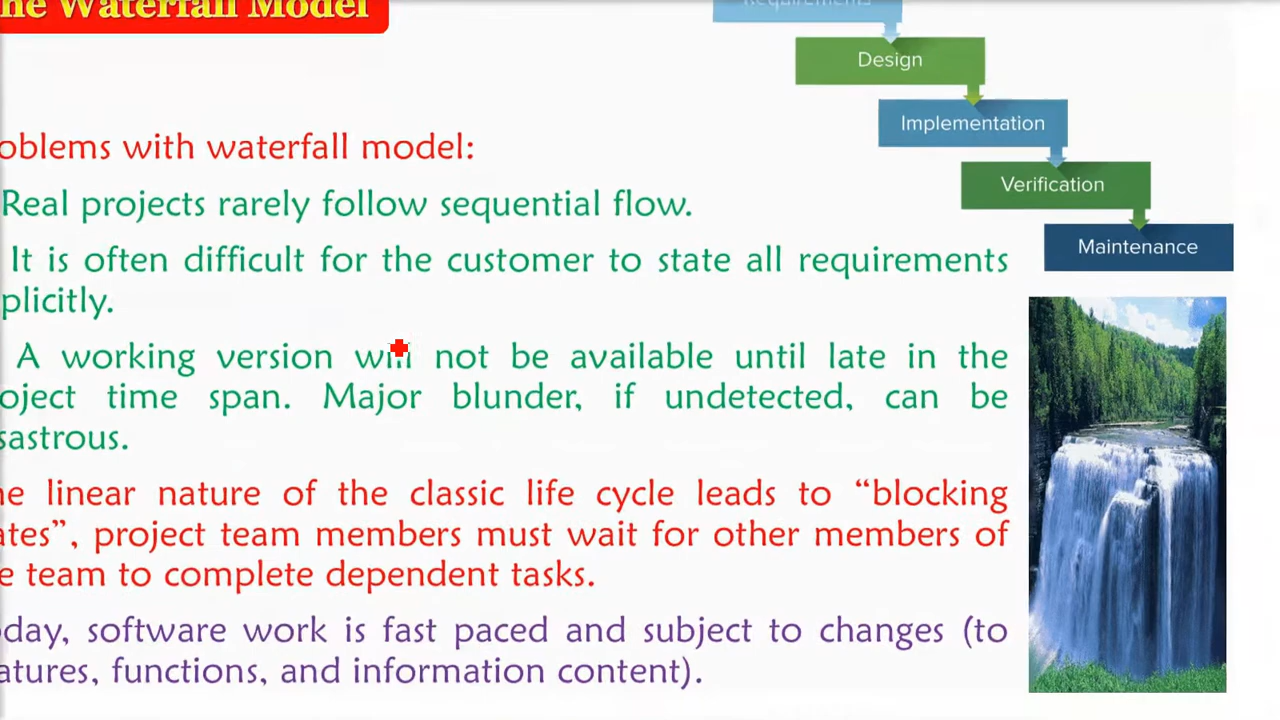 he Waterfall Model
Requirements
Design
Implementation
Verification
Maintenance
oblems with waterfall model:
Real projects rarely follow sequential flow.
It is often difficult for the customer to state all requirements
plicitly.
A working version will not be available until late in the
oject time span. Major blunder, if undetected, can be
sastrous.
he linear nature of the classic life cycle leads to “blocking
ates”, project team members must wait for other members of
e team to complete dependent tasks.
oday, software work is fast paced and subject to changes (to
atures, functions, and information content).